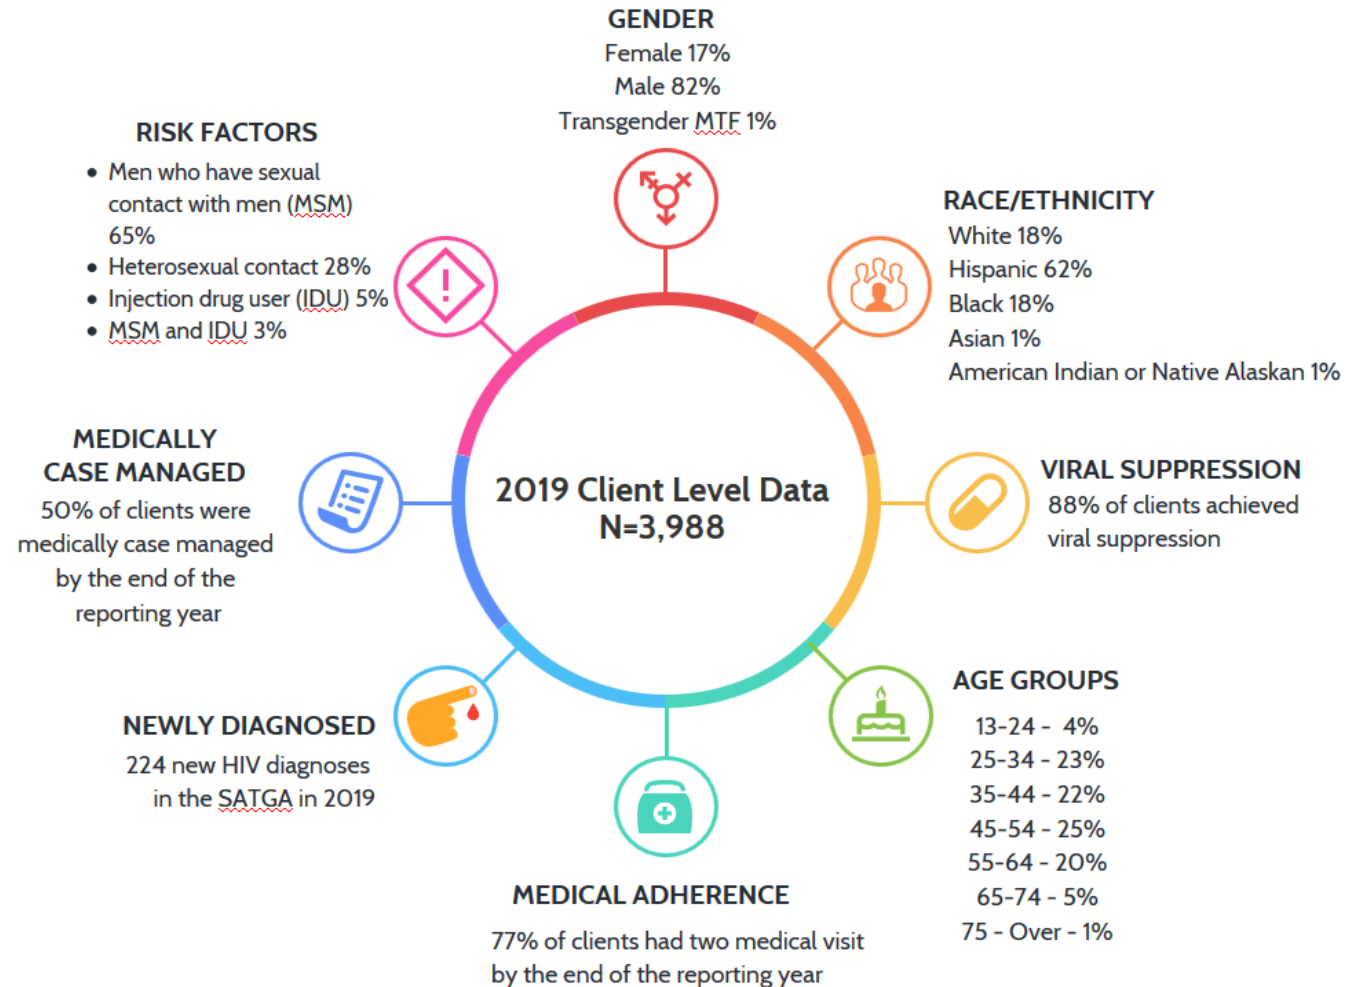 GENDER
Female 17%
Male 82%
Transgender MTF 1%
RISK FACTORS
• Men who have sexual
contact with men (MSM)
65%
• Heterosexual contact 28%
• Injection drug user (IDU) 5%
• MSM and IDU 3%
RACE/ETHNICITY
White 18%
Hispanic 62%
Black 18%
Asian 1%
American Indian or Native Alaskan 1%
MEDICALLY
CASE MANAGED
50% of clients were
medically case managed
by the end of the
reporting year
2019 Client Level Data
N=3,988
VIRAL SUPPRESSION
88% of clients achieved
viral suppression
NEWLY DIAGNOSED
224 new HIV diagnoses
in the SATGA in 2019
AGE GROUPS
13-24 - 4%
25-34 - 23%
35-44 - 22%
45-54 - 25%
55-64 - 20%
65-74 - 5%
75 - Over - 1%
MEDICAL ADHERENCE
77% of clients had two medical visit
by the end of the reporting year